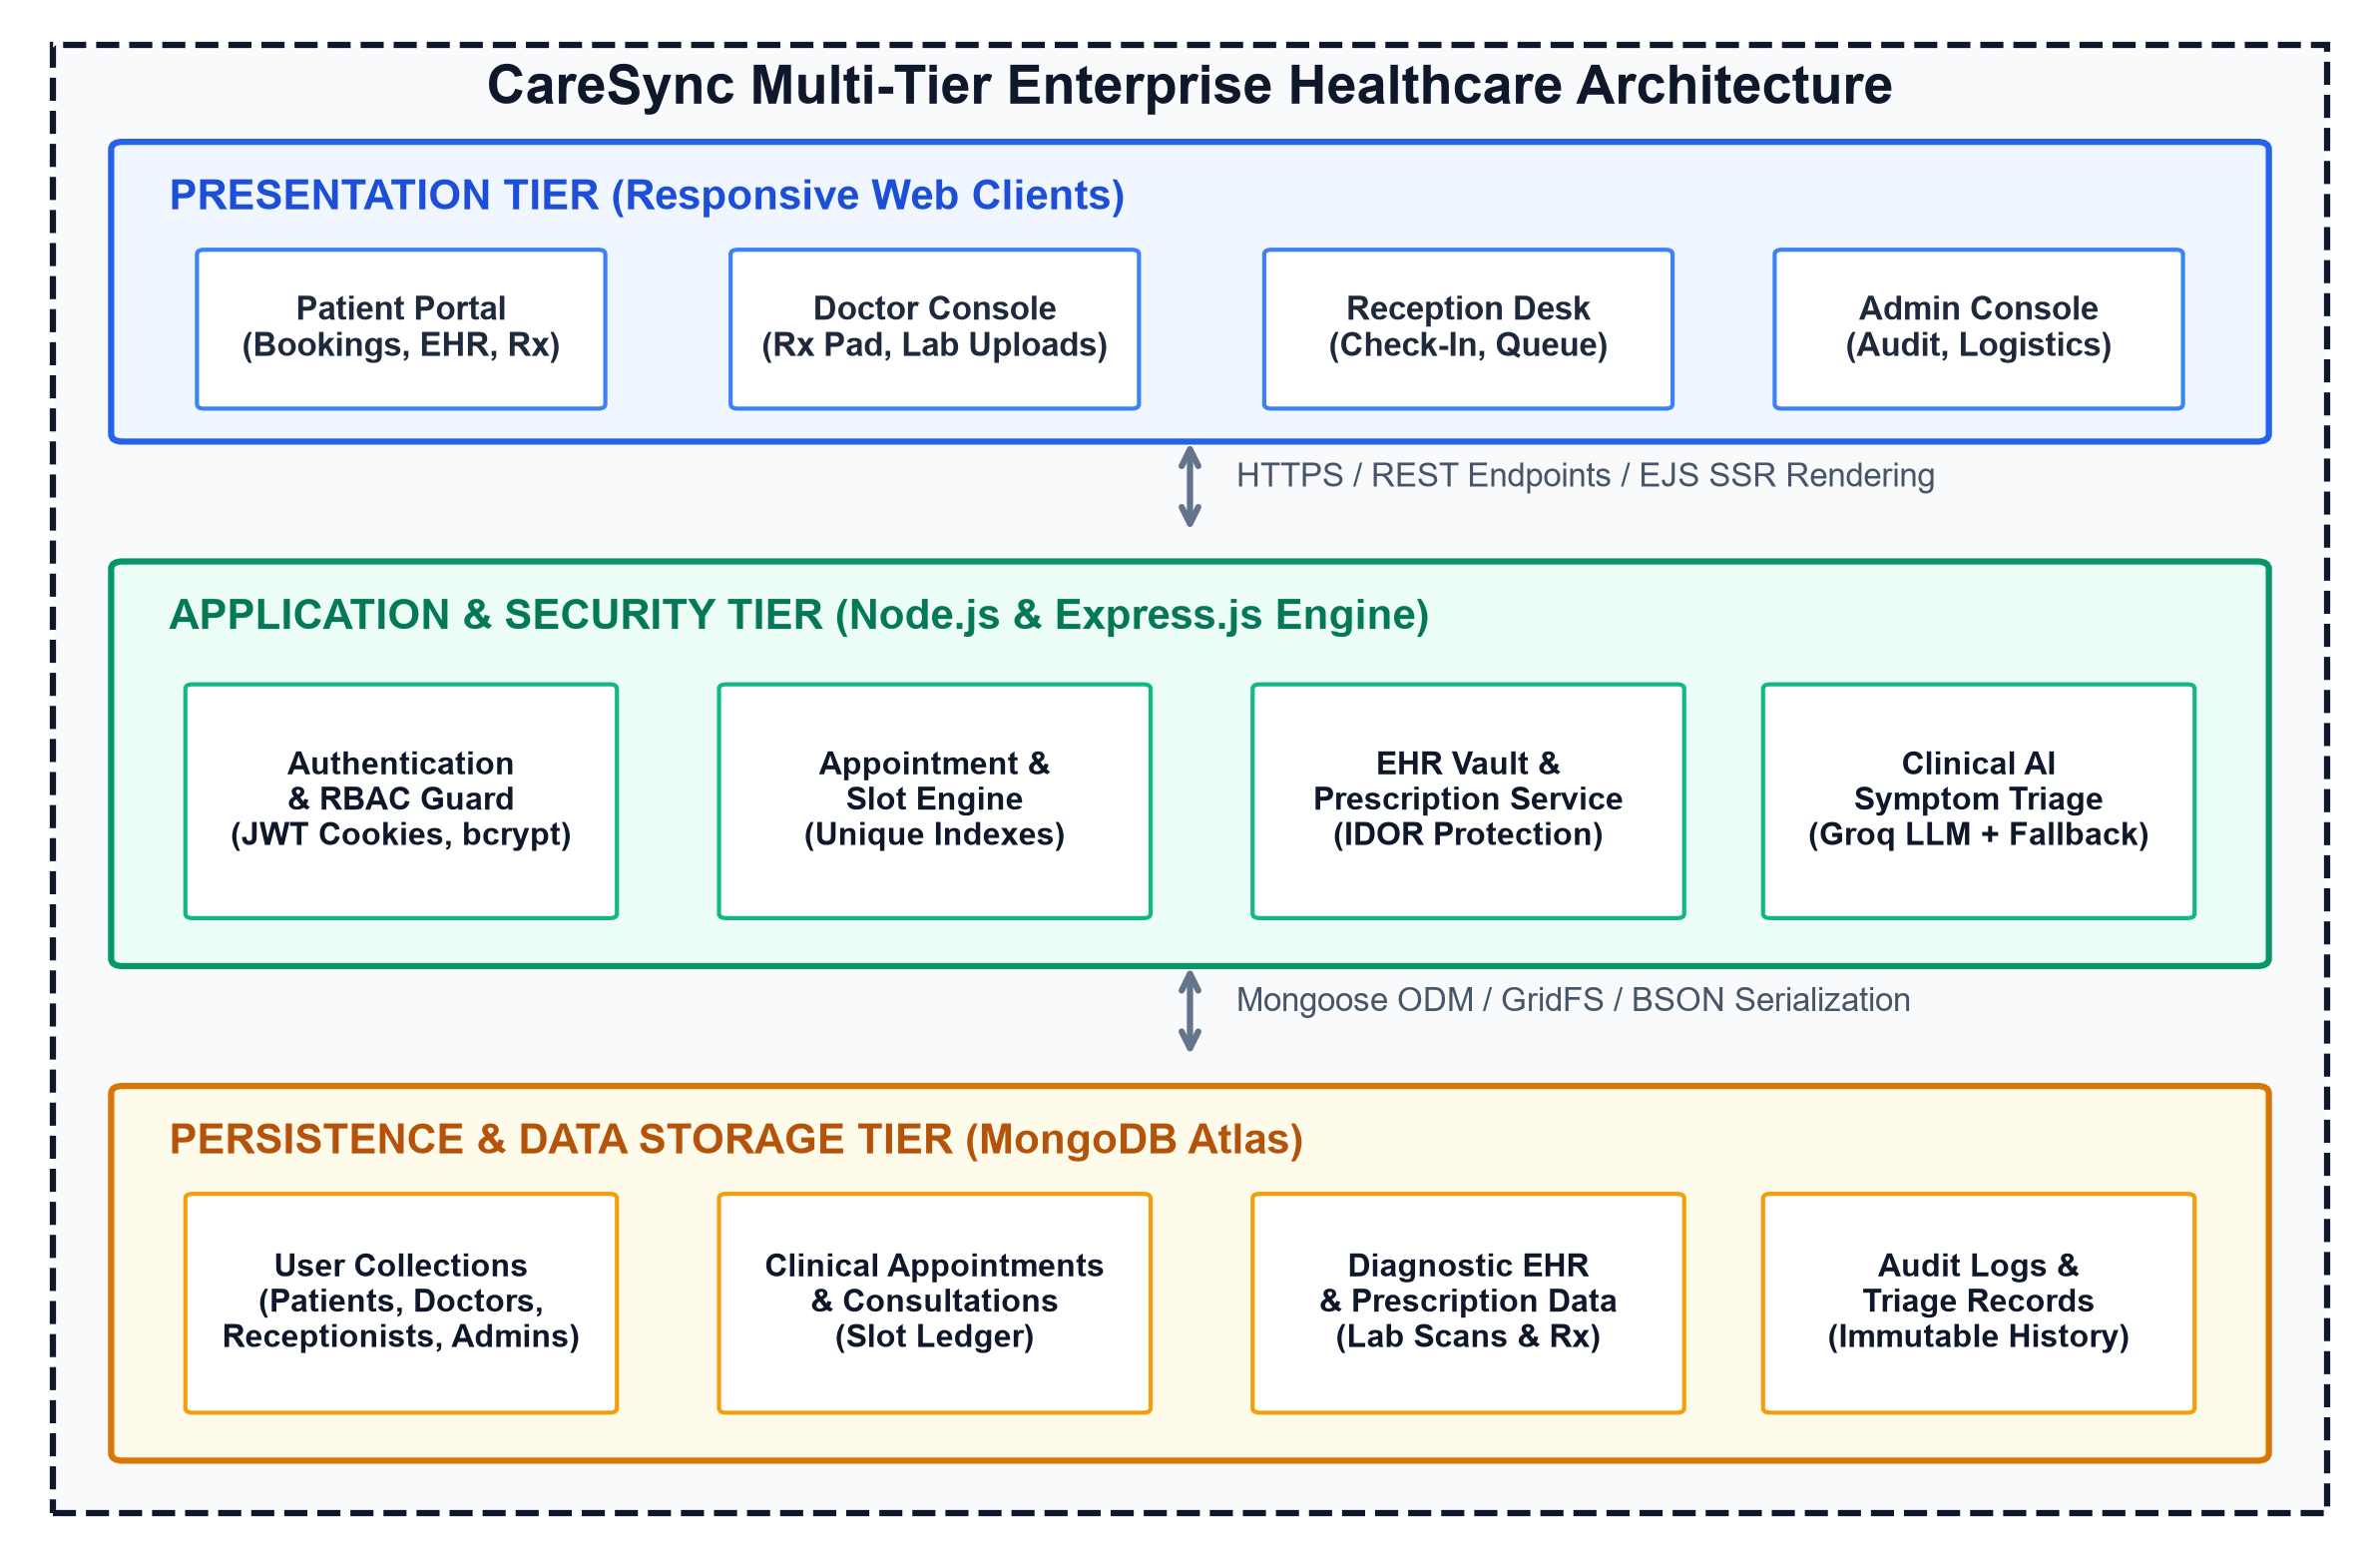 CareSync Multi-Tier Enterprise Healthcare Architecture
PRESENTATION TIER (Responsive Web Clients)
Patient Portal
(Bookings, EHR, Rx)
Doctor Console
(Rx Pad, Lab Uploads)
Reception Desk
(Check-In, Queue)
Admin Console
(Audit, Logistics)
HTTPS / REST Endpoints / EJS SSR Rendering
APPLICATION & SECURITY TIER (Node.js & Express.js Engine)
Authentication
& RBAC Guard
(JWT Cookies, bcrypt)
Appointment &
Slot Engine
(Unique Indexes)
EHR Vault &
Prescription Service
(IDOR Protection)
Clinical AI
Symptom Triage
(Groq LLM + Fallback)
Mongoose ODM / GridFS / BSON Serialization
PERSISTENCE & DATA STORAGE TIER (MongoDB Atlas)
User Collections
(Patients, Doctors,
Receptionists, Admins)
Clinical Appointments
& Consultations
(Slot Ledger)
Diagnostic EHR
& Prescription Data
(Lab Scans & Rx)
Audit Logs &
Triage Records
(Immutable History)